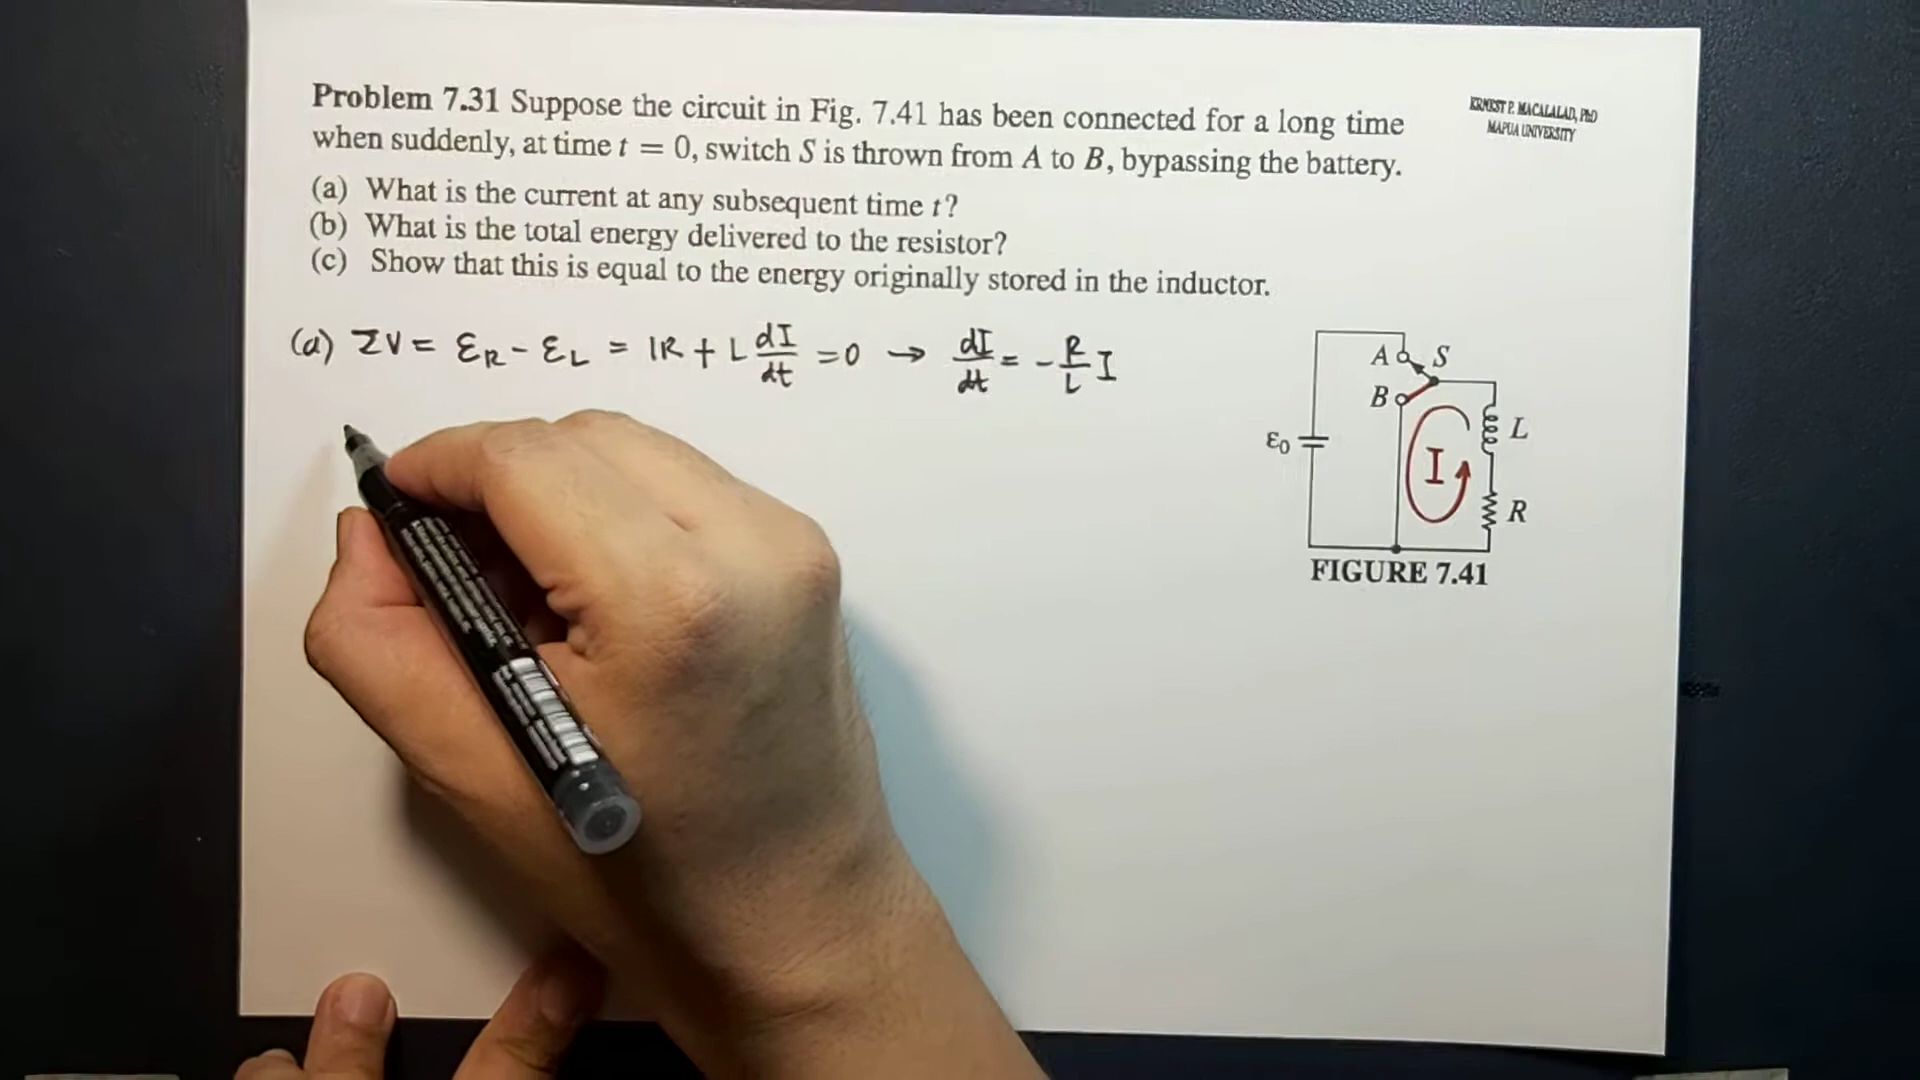 Problem 7.31 Suppose the circuit in Fig. 7.41 has been connected for a long time
when suddenly, at time t = 0, switch S is thrown from A to B, bypassing the battery.
(a) What is the current at any subsequent time t?
(b) What is the total energy delivered to the resistor?
(c) Show that this is equal to the energy originally stored in the inductor.
ERNEST P. MACALALAD, PhD
MAPUA UNIVERSITY
(a) ΣV = ℰR - ℰL = IR + L dI/dt = 0 → dI/dt = - R/L I
A S
B
ε0
I
L
R
FIGURE 7.41